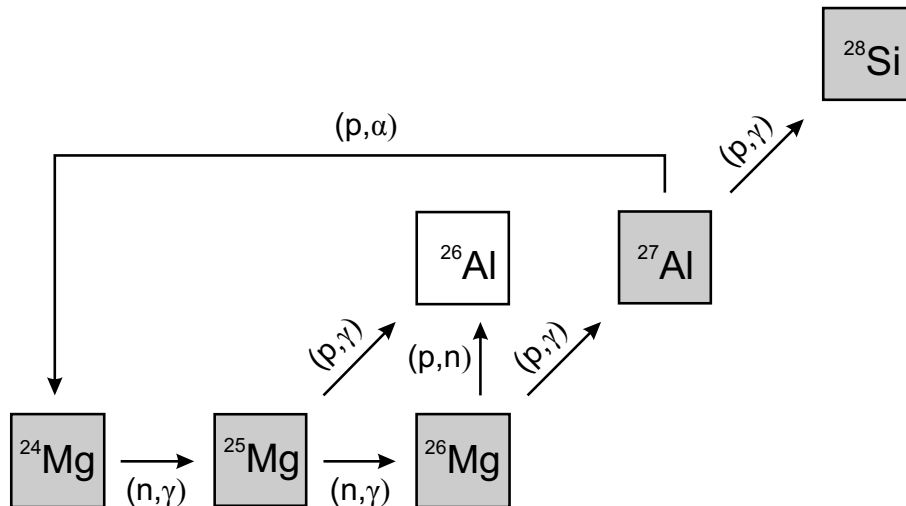 ²⁸Si
(p,α)
(p,γ)
²⁶Al
²⁷Al
(p,γ)
(p,n)
(p,γ)
²⁴Mg
²⁵Mg
²⁶Mg
(n,γ)
(n,γ)